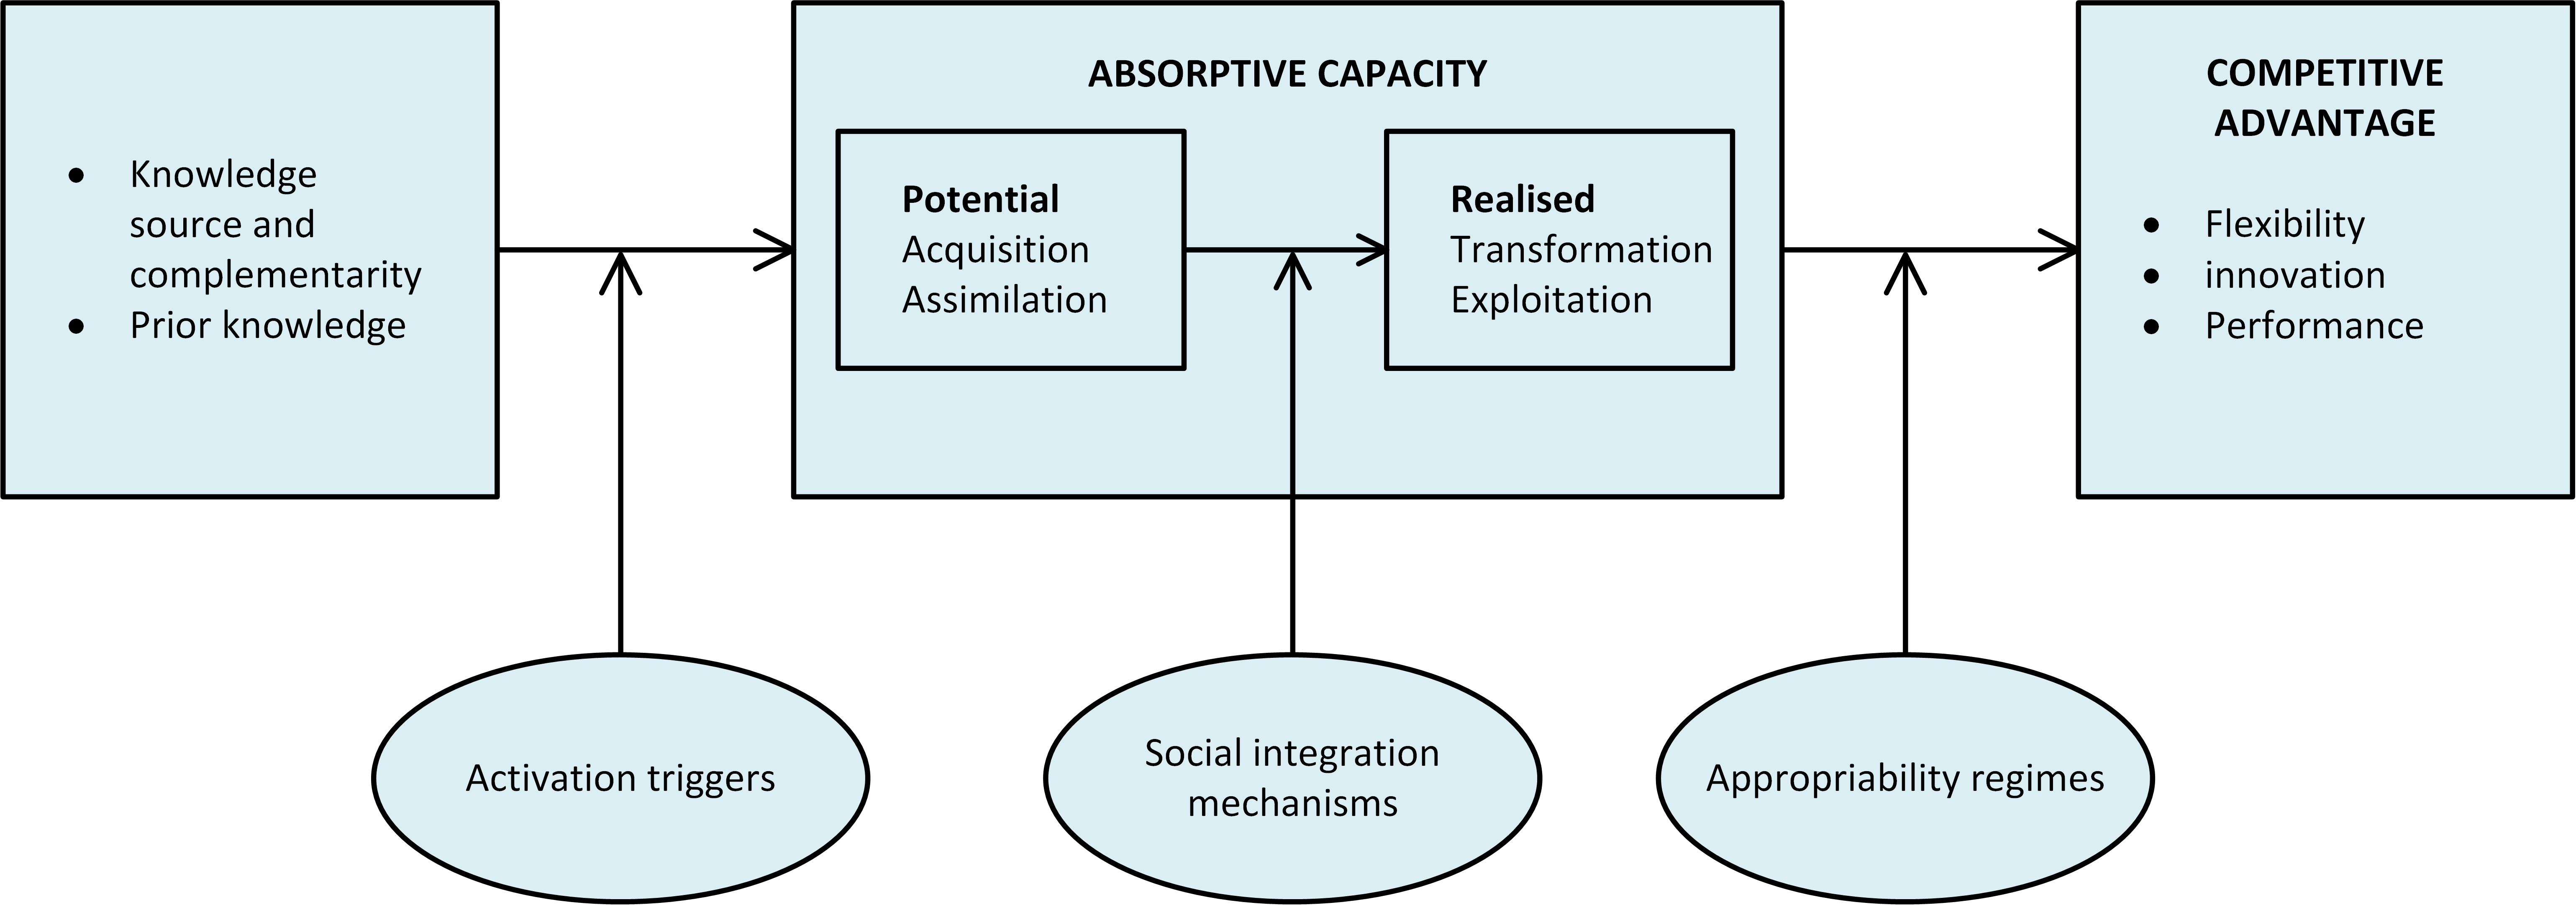 • Knowledge
source and
complementarity
• Prior knowledge
ABSORPTIVE CAPACITY
Potential
Acquisition
Assimilation
Realised
Transformation
Exploitation
COMPETITIVE
ADVANTAGE
• Flexibility
• innovation
• Performance
Activation triggers
Social integration
mechanisms
Appropriability regimes